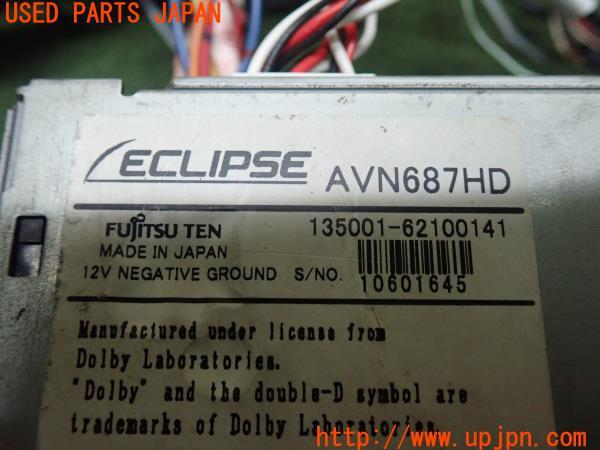 USED PARTS JAPAN
ECLIPSE AVN687HD
FUJITSU TEN 135001-62100141
MADE IN JAPAN
12V NEGATIVE GROUND S/NO. 10601645
Manufactured under license from
Dolby Laboratories.
"Dolby" and the double-D symbol are
trademarks of Dolby Laboratories.
http://www.upjpn.com